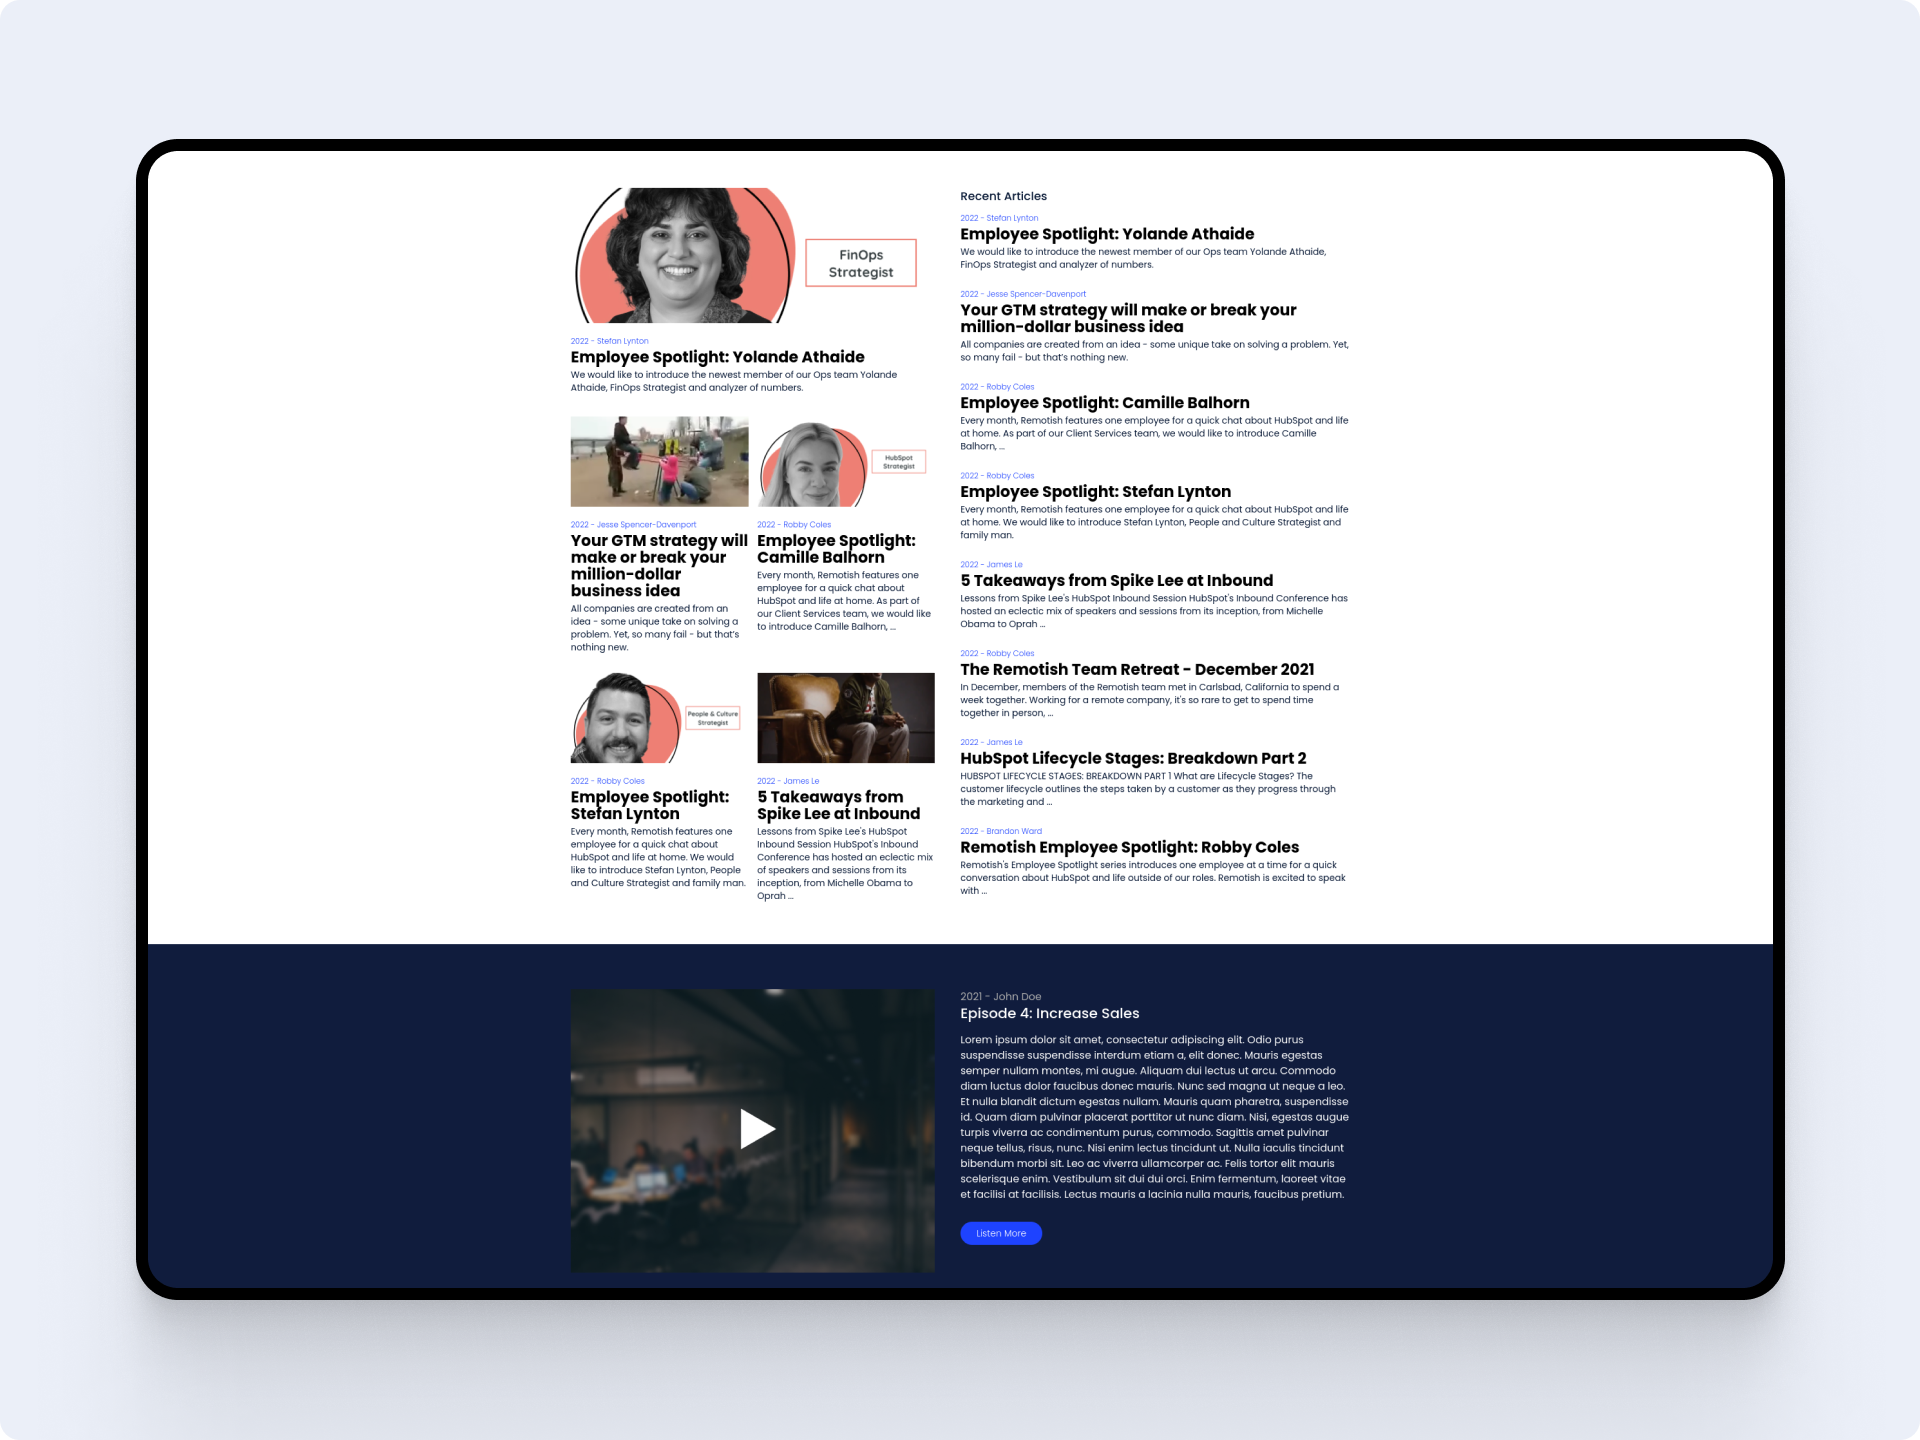 FinOps
Strategist
2022 - Stefan Lynton
Employee Spotlight: Yolande Athaide
We would like to introduce the newest member of our Ops team Yolande
Athaide, FinOps Strategist and analyzer of numbers.
2022 - Jesse Spencer-Davenport
Your GTM strategy will
make or break your
million-dollar
business idea
All companies are created from an
idea - some unique take on solving a
problem. Yet, so many fail - but that's
nothing new.
HubSpot
Strategist
2022 - Robby Coles
Employee Spotlight:
Camille Balhorn
Every month, Remotish features one
employee for a quick chat about
HubSpot and life at home. As part of
our Client Services team, we would like
to introduce Camille Balhorn, ...
People & Culture
Strategist
2022 - Robby Coles
Employee Spotlight:
Stefan Lynton
Every month, Remotish features one
employee for a quick chat about
HubSpot and life at home. We would
like to introduce Stefan Lynton, People
and Culture Strategist and family man.
2022 - James Le
5 Takeaways from
Spike Lee at Inbound
Lessons from Spike Lee's HubSpot
Inbound Session HubSpot's Inbound
Conference has hosted an eclectic mix
of speakers and sessions from its
inception, from Michelle Obama to
Oprah ...
Recent Articles
2022 - Stefan Lynton
Employee Spotlight: Yolande Athaide
We would like to introduce the newest member of our Ops team Yolande Athaide,
FinOps Strategist and analyzer of numbers.
2022 - Jesse Spencer-Davenport
Your GTM strategy will make or break your
million-dollar business idea
All companies are created from an idea - some unique take on solving a problem. Yet,
so many fail - but that's nothing new.
2022 - Robby Coles
Employee Spotlight: Camille Balhorn
Every month, Remotish features one employee for a quick chat about HubSpot and life
at home. As part of our Client Services team, we would like to introduce Camille
Balhorn, ...
2022 - Robby Coles
Employee Spotlight: Stefan Lynton
Every month, Remotish features one employee for a quick chat about HubSpot and life
at home. We would like to introduce Stefan Lynton, People and Culture Strategist and
family man.
2022 - James Le
5 Takeaways from Spike Lee at Inbound
Lessons from Spike Lee's HubSpot Inbound Session HubSpot's Inbound Conference has
hosted an eclectic mix of speakers and sessions from its inception, from Michelle
Obama to Oprah ...
2022 - Robby Coles
The Remotish Team Retreat - December 2021
In December, members of the Remotish team met in Carlsbad, California to spend a
week together. Working for a remote company, it's so rare to get to spend time
together in person, ...
2022 - James Le
HubSpot Lifecycle Stages: Breakdown Part 2
HUBSPOT LIFECYCLE STAGES: BREAKDOWN PART 1 What are Lifecycle Stages? The
customer lifecycle outlines the steps taken by a customer as they progress through
the marketing and ...
2022 - Brandon Ward
Remotish Employee Spotlight: Robby Coles
Remotish's Employee Spotlight series introduces one employee at a time for a quick
conversation about HubSpot and life outside of our roles. Remotish is excited to speak
with ...
2021 - John Doe
Episode 4: Increase Sales
Lorem ipsum dolor sit amet, consectetur adipiscing elit. Odio purus
suspendisse suspendisse interdum etiam a, elit donec. Mauris egestas
semper nullam montes, mi augue. Aliquam dui lectus ut arcu. Commodo
diam luctus dolor faucibus donec mauris. Nunc sed magna ut neque a leo.
Et nulla blandit dictum egestas nullam. Mauris quam pharetra, suspendisse
id. Quam diam pulvinar placerat porttitor ut nunc diam. Nisi, egestas augue
turpis viverra ac condimentum purus, commodo. Sagittis amet pulvinar
neque tellus, risus, nunc. Nisi enim lectus tincidunt ut. Nulla iaculis tincidunt
bibendum morbi sit. Leo ac viverra ullamcorper ac. Felis tortor elit mauris
scelerisque enim. Vestibulum sit dui dui orci. Enim fermentum, laoreet vitae
et facilisi at facilisis. Lectus mauris a lacinia nulla mauris, faucibus pretium.
Listen More